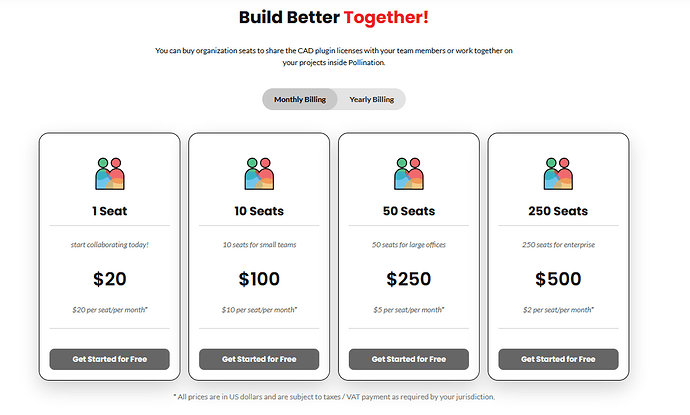 Build Better Together!
You can buy organization seats to share the CAD plugin licenses with your team members or work together on
your projects inside Pollination.
Monthly Billing
Yearly Billing
1 Seat
start collaborating today!
$20
$20 per seat/per month*
Get Started for Free
10 Seats
10 seats for small teams
$100
$10 per seat/per month*
Get Started for Free
50 Seats
50 seats for large offices
$250
$5 per seat/per month*
Get Started for Free
250 Seats
250 seats for enterprise
$500
$2 per seat/per month*
Get Started for Free
* All prices are in US dollars and are subject to taxes / VAT payment as required by your jurisdiction.